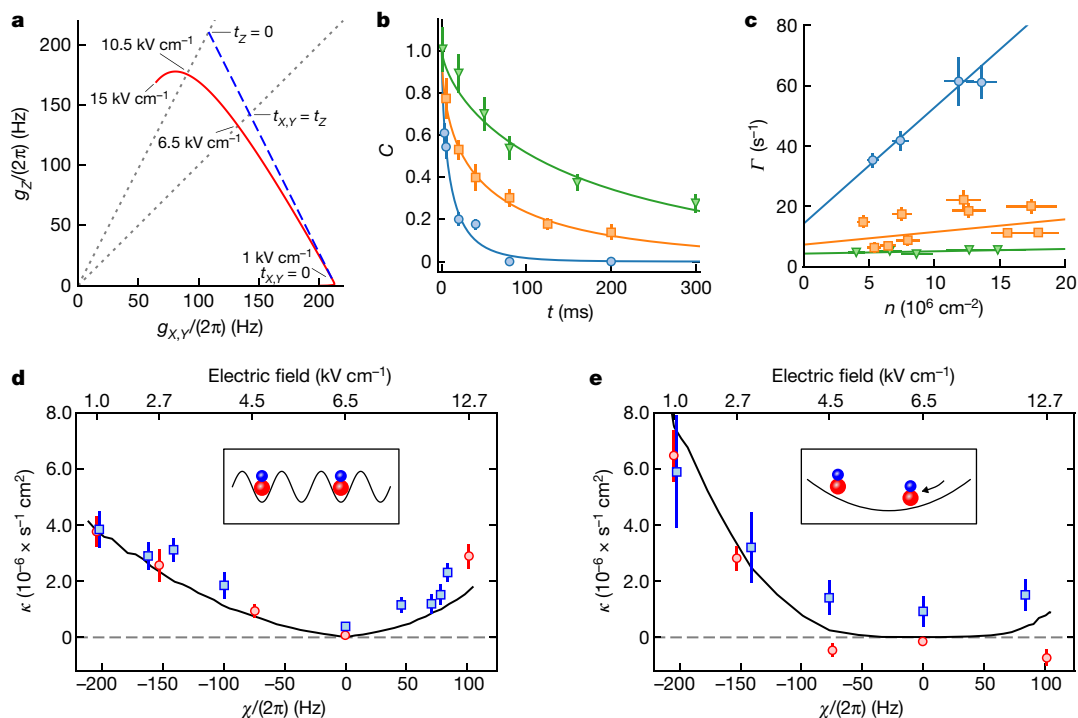 a
200
150
100
50
0
0
50
100
150
200
g_Z/(2π) (Hz)
g_X,Y/(2π) (Hz)
10.5 kV cm⁻¹
15 kV cm⁻¹
6.5 kV cm⁻¹
1 kV cm⁻¹
t_Z = 0
t_X,Y = t_Z
t_X,Y = 0
b
C
1.0
0.8
0.6
0.4
0.2
0
0
100
200
300
t (ms)
c
Γ (s⁻¹)
80
60
40
20
0
5
10
15
20
n (10⁶ cm⁻²)
d
Electric field (kV cm⁻¹)
1.0
2.7
4.5
6.5
12.7
κ (10⁻⁶ × s⁻¹ cm²)
8.0
6.0
4.0
2.0
0
−200
−150
−100
−50
0
50
100
χ/(2π) (Hz)
e
Electric field (kV cm⁻¹)
1.0
2.7
4.5
6.5
12.7
κ (10⁻⁶ × s⁻¹ cm²)
8.0
6.0
4.0
2.0
0
−200
−150
−100
−50
0
50
100
χ/(2π) (Hz)